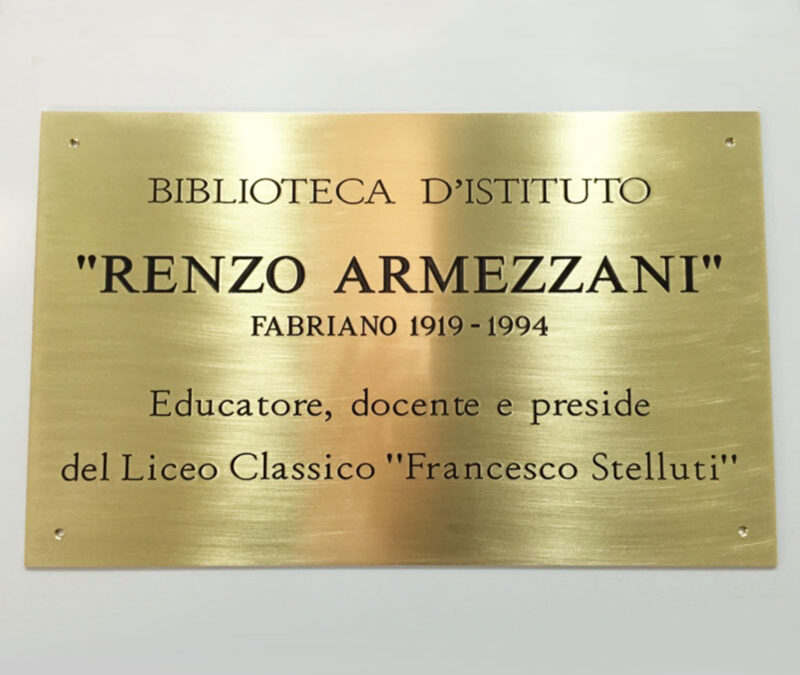 BIBLIOTECA D'ISTITUTO
"RENZO ARMEZZANI"
FABRIANO 1919 - 1994
Educatore, docente e preside
del Liceo Classico "Francesco Stelluti"